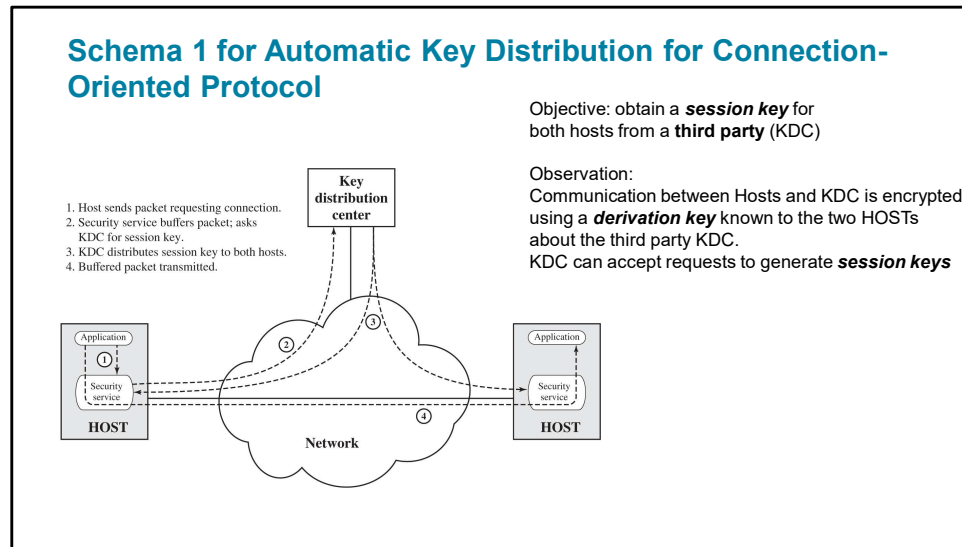 Schema 1 for Automatic Key Distribution for Connection-
Oriented Protocol
Objective: obtain a session key for
both hosts from a third party (KDC)
Observation:
Communication between Hosts and KDC is encrypted
using a derivation key known to the two HOSTs
about the third party KDC.
KDC can accept requests to generate session keys
1. Host sends packet requesting connection.
2. Security service buffers packet; asks
KDC for session key.
3. KDC distributes session key to both hosts.
4. Buffered packet transmitted.
Key
distribution
center
3
2
Application
1
Security
service
HOST
Application
Security
service
HOST
4
Network